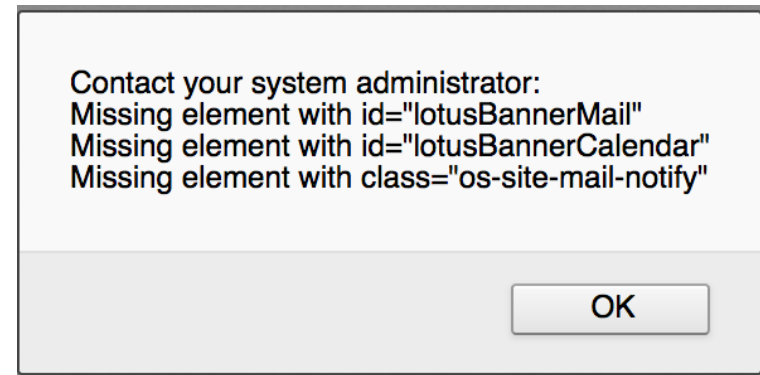 Contact your system administrator:
Missing element with id="lotusBannerMail"
Missing element with id="lotusBannerCalendar"
Missing element with class="os-site-mail-notify"
OK